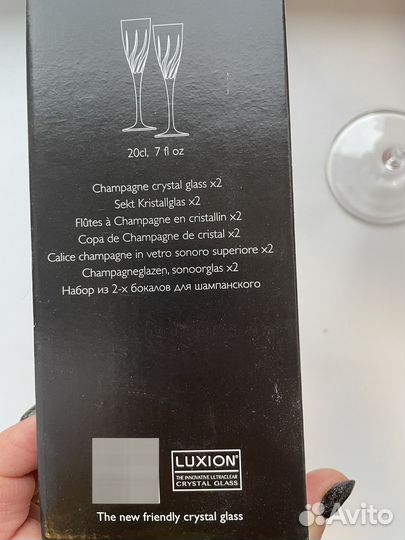 20cl, 7 fl oz
Champagne crystal glass x2
Sekt Kristallglas x2
Flûtes à Champagne en cristallin x2
Copa de Champagne de cristal x2
Calice champagne in vetro sonoro superiore x2
Champagneglazen, sonoorglas x2
Набор из 2-х бокалов для шампанского
LUXION®
THE INNOVATIVE ULTRACLEAR
CRYSTAL GLASS
The new friendly crystal glass
Avito